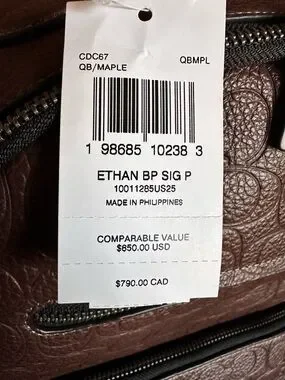 CDC67
QB/MAPLE QBMPL
1 98685 10238 3
ETHAN BP SIG P
10011285US25
MADE IN PHILIPPINES
COMPARABLE VALUE
$650.00 USD
$790.00 CAD